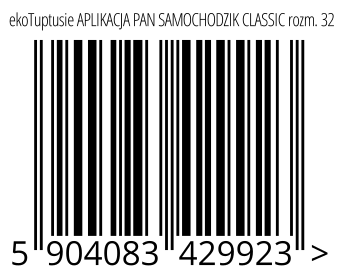 ekoTuptusie APLIKACJA PAN SAMOCHODZIK CLASSIC rozm. 32
5 904083 429923 >